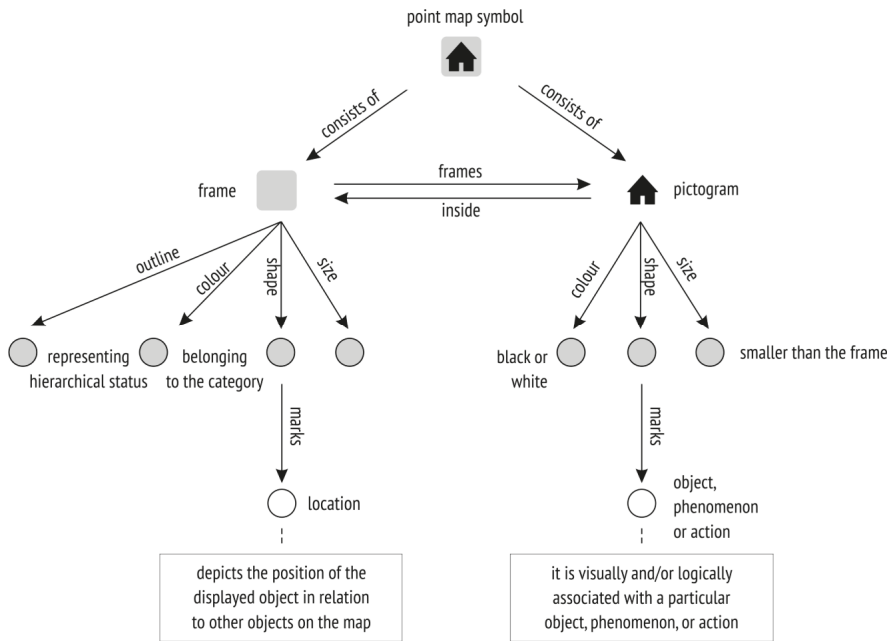 point map symbol
consists of
consists of
frame
frames
inside
pictogram
outline
colour
shape
size
colour
shape
size
representing
hierarchical status
belonging
to the category
black or
white
smaller than the frame
marks
marks
location
object,
phenomenon
or action
depicts the position of the
displayed object in relation
to other objects on the map
it is visually and/or logically
associated with a particular
object, phenomenon, or action